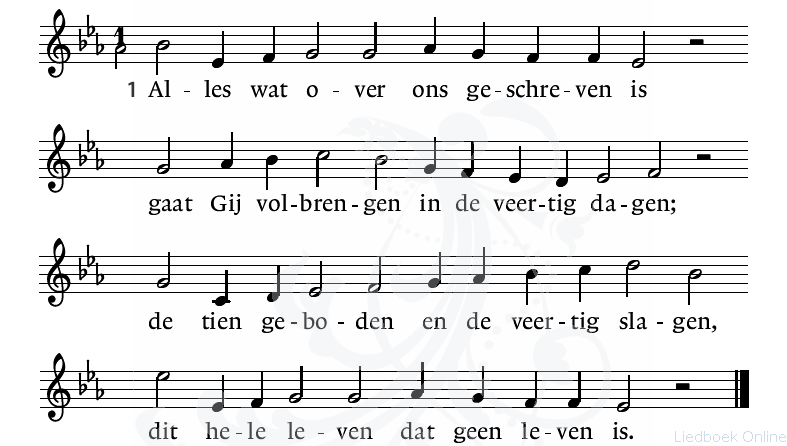 1
1 Al - les wat o - ver ons ge - schre - ven is
gaat Gij vol - bren - gen in de veer - tig da - gen;
de tien ge - bo - den en de veer - tig sla - gen,
dit he - le le - ven dat geen le - ven is.
Liedboek Online